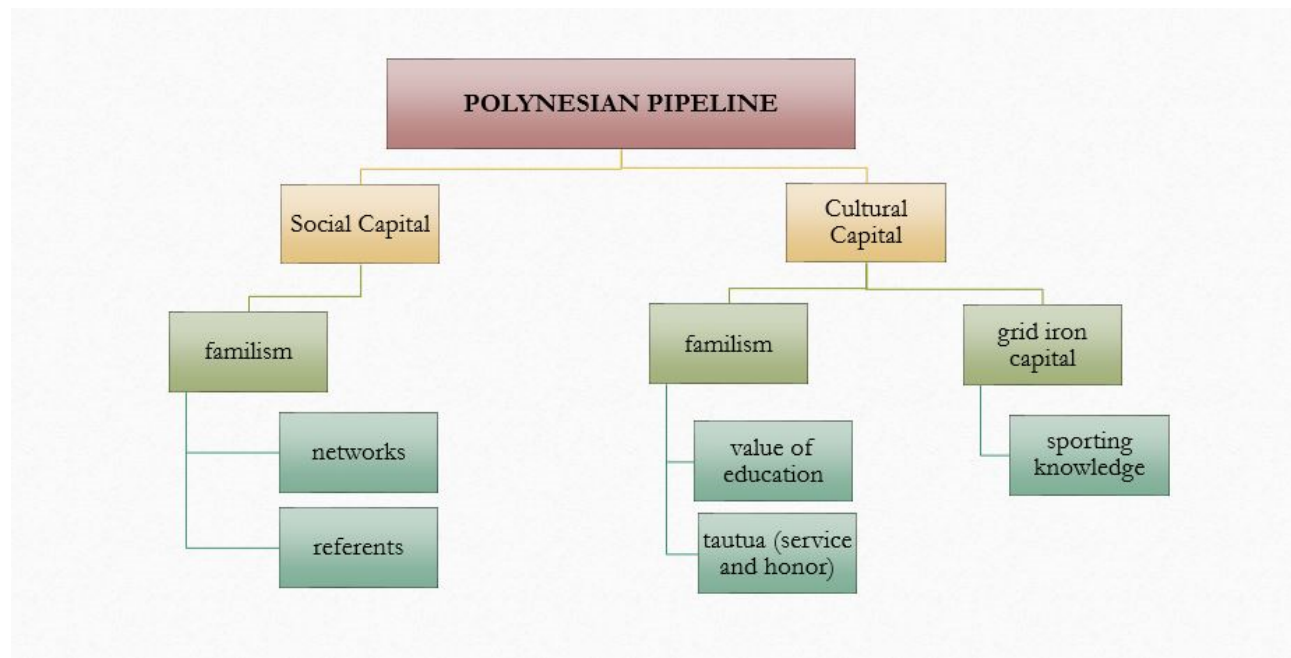 POLYNESIAN PIPELINE
Social Capital
Cultural
Capital
familism
networks
referents
familism
value of
education
tautua (service
and honor)
grid iron
capital
sporting
knowledge